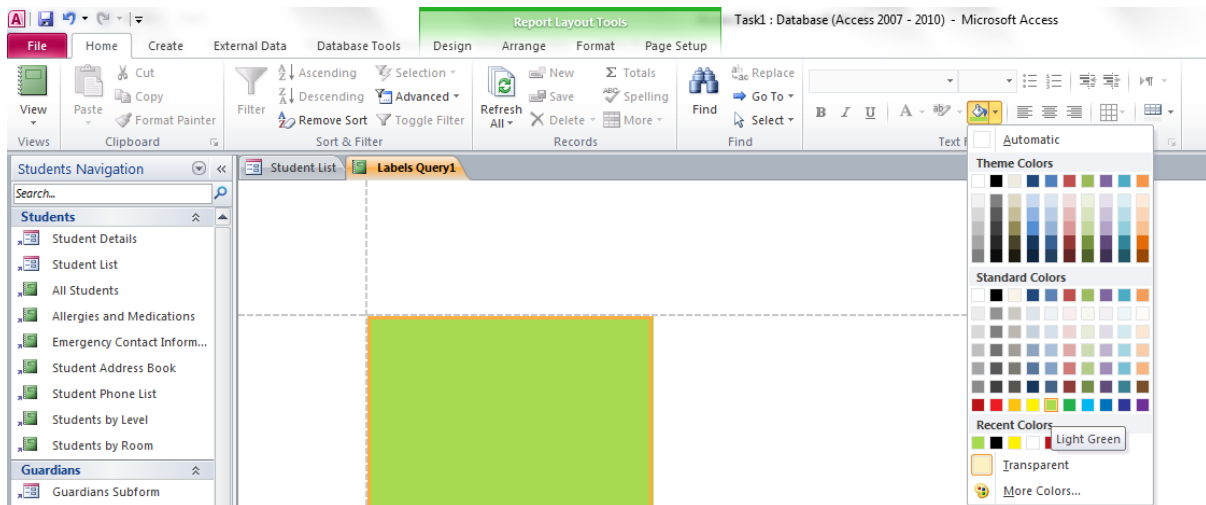 A
Report Layout Tools
Task1 : Database (Access 2007 - 2010) - Microsoft Access
File Home Create External Data Database Tools Design Arrange Format Page Setup
Cut Ascending Selection New Σ Totals Replace
Copy Descending Advanced Save Spelling Go To
View Paste Format Painter Filter Remove Sort Toggle Filter Refresh All Delete More Find Select B I U A
Views Clipboard Sort & Filter Records Find Text F
Automatic
Students Navigation Student List Labels Query1
Theme Colors
Search...
Students
Student Details
Student List
All Students
Standard Colors
Allergies and Medications
Emergency Contact Inform...
Student Address Book
Student Phone List
Students by Level
Recent Colors
Light Green
Students by Room
Transparent
Guardians
Guardians Subform
More Colors...